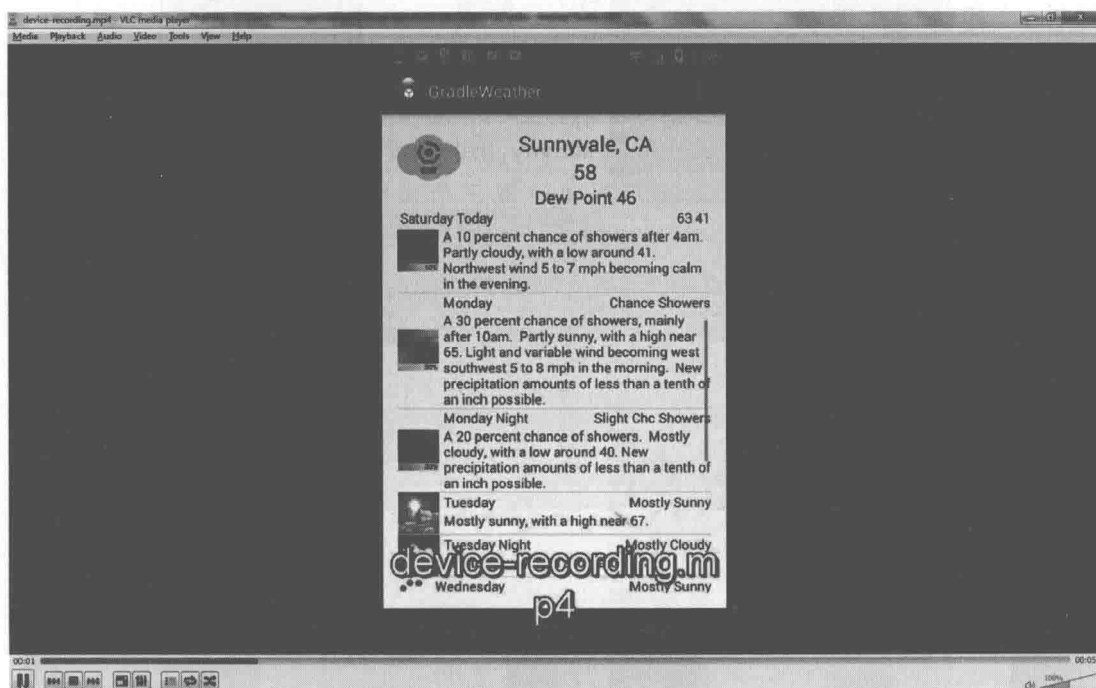 device-recording.mp4 - VLC media player
Media Playback Audio Video Tools View Help
GradleWeather
Sunnyvale, CA
58
Dew Point 46
Saturday Today 63 41
A 10 percent chance of showers after 4am.
Partly cloudy, with a low around 41.
Northwest wind 5 to 7 mph becoming calm
in the evening.
Monday Chance Showers
A 30 percent chance of showers, mainly
after 10am. Partly sunny, with a high near
65. Light and variable wind becoming west
southwest 5 to 8 mph in the morning. New
precipitation amounts of less than a tenth of
an inch possible.
Monday Night Slight Chc Showers
A 20 percent chance of showers. Mostly
cloudy, with a low around 40. New
precipitation amounts of less than a tenth of
an inch possible.
Tuesday Mostly Sunny
Mostly sunny, with a high near 67.
Tuesday Night Mostly Cloudy
device-recording.m
p4
Wednesday Mostly Sunny
00:01 00:05
100%